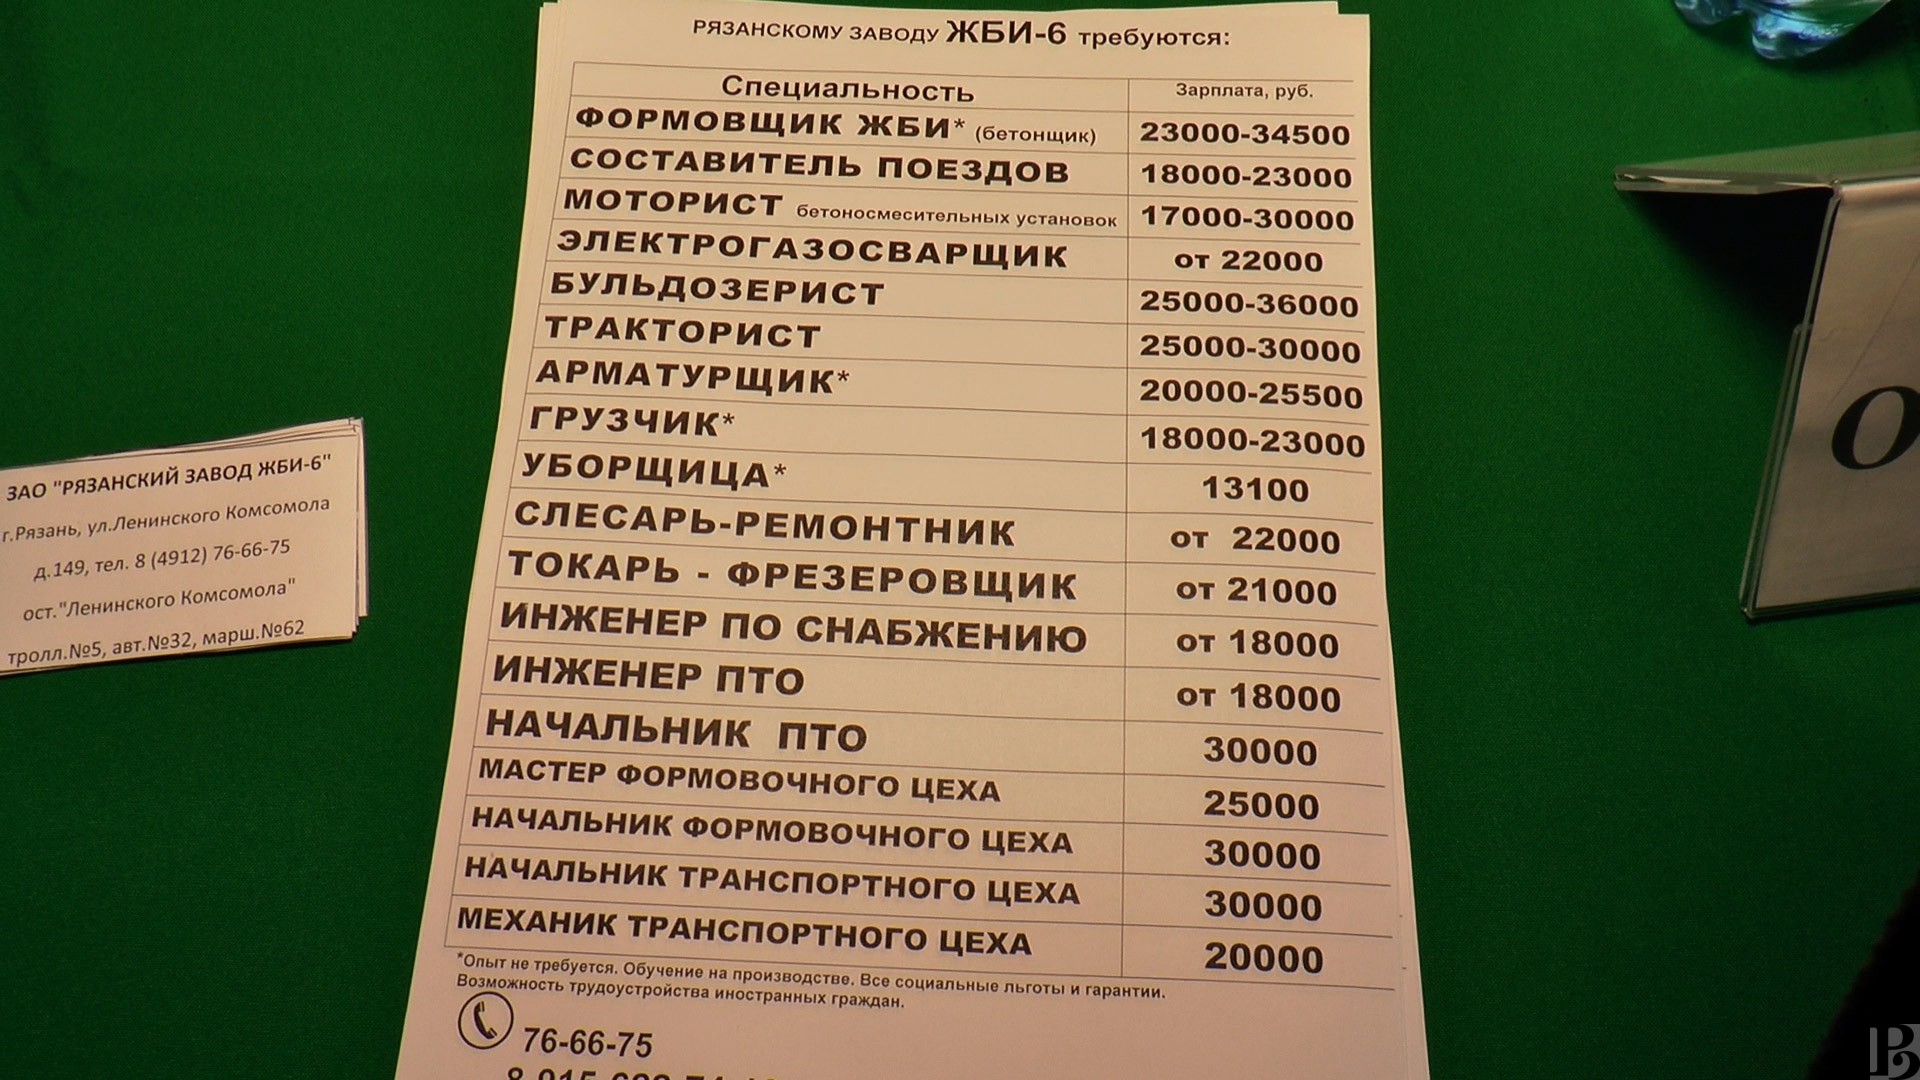 РЯЗАНСКОМУ ЗАВОДУ ЖБИ-6 требуются:
Специальность Зарплата, руб.
ФОРМОВЩИК ЖБИ* (бетонщик) 23000-34500
СОСТАВИТЕЛЬ ПОЕЗДОВ 18000-23000
МОТОРИСТ бетоносмесительных установок 17000-30000
ЭЛЕКТРОГАЗОСВАРЩИК от 22000
БУЛЬДОЗЕРИСТ 25000-36000
ТРАКТОРИСТ 25000-30000
АРМАТУРЩИК* 20000-25500
ГРУЗЧИК* 18000-23000
УБОРЩИЦА* 13100
СЛЕСАРЬ-РЕМОНТНИК от 22000
ТОКАРЬ - ФРЕЗЕРОВЩИК от 21000
ИНЖЕНЕР ПО СНАБЖЕНИЮ от 18000
ИНЖЕНЕР ПТО от 18000
НАЧАЛЬНИК ПТО 30000
МАСТЕР ФОРМОВОЧНОГО ЦЕХА 25000
НАЧАЛЬНИК ФОРМОВОЧНОГО ЦЕХА 30000
НАЧАЛЬНИК ТРАНСПОРТНОГО ЦЕХА 30000
МЕХАНИК ТРАНСПОРТНОГО ЦЕХА 20000
*Опыт не требуется. Обучение на производстве. Все социальные льготы и гарантии.
Возможность трудоустройства иностранных граждан.
76-66-75
ЗАО "РЯЗАНСКИЙ ЗАВОД ЖБИ-6"
г.Рязань, ул.Ленинского Комсомола
д.149, тел. 8 (4912) 76-66-75
ост."Ленинского Комсомола"
тролл.№5, авт.№32, марш.№62
О